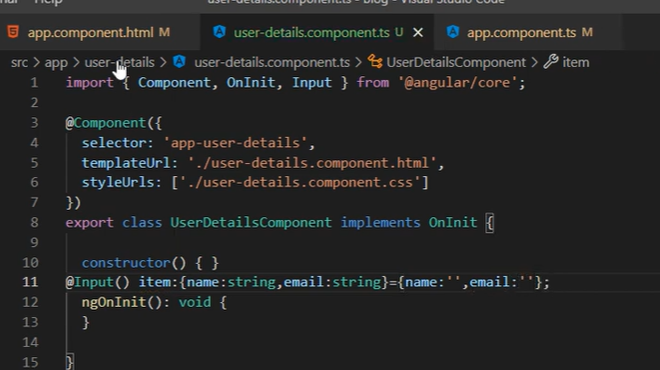 user-details.component.ts - Blog - Visual Studio Code
app.component.html M user-details.component.ts U × app.component.ts M
src > app > user-details > user-details.component.ts > UserDetailsComponent > item
1 import { Component, OnInit, Input } from '@angular/core';
2
3 @Component({
4 selector: 'app-user-details',
5 templateUrl: './user-details.component.html',
6 styleUrls: ['./user-details.component.css']
7 })
8 export class UserDetailsComponent implements OnInit {
9
10 constructor() { }
11 @Input() item:{name:string,email:string}={name:'',email:''};
12 ngOnInit(): void {
13 }
14
15 }